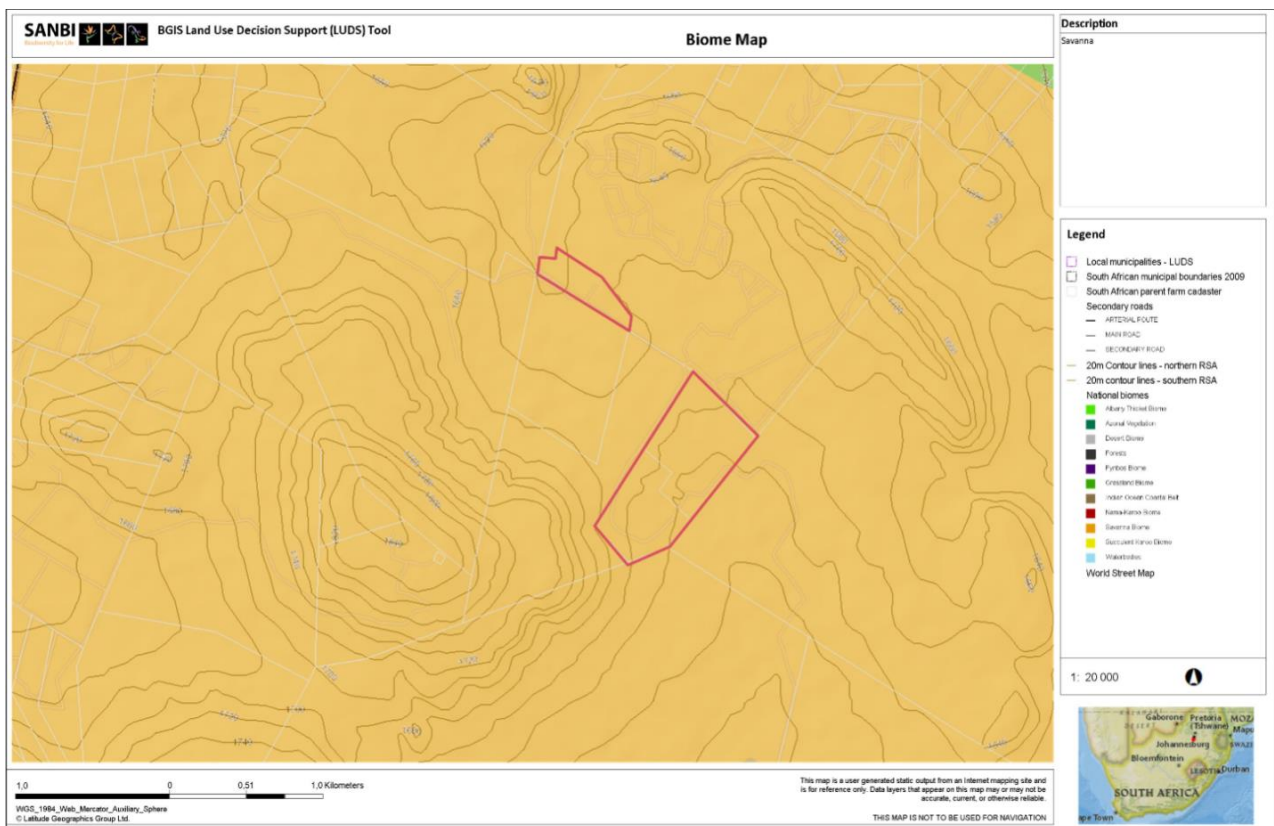 SANBI
Biodiversity for Life
BGIS Land Use Decision Support (LUDS) Tool
Biome Map
Description
Savanna
Legend
Local municipalities - LUDS
South African municipal boundaries 2009
South African parent farm cadaster
Secondary roads
ARTERIAL ROUTE
MAIN ROAD
SECONDARY ROAD
20m Contour lines - northern RSA
20m contour lines - southern RSA
National biomes
Albany Thicket Biome
Azonal Vegetation
Desert Biome
Forests
Fynbos Biome
Grassland Biome
Indian Ocean Coastal Belt
Nama-Karoo Biome
Savanna Biome
Succulent Karoo Biome
Waterbodies
World Street Map
1: 20 000
Gaborone
Pretoria
(Tshwane)
MOZA
DESERT
Maputo
Johannesburg
SWAZI
Bloemfontein
LESOTHO
Durban
SOUTH AFRICA
ape Town
1740
1,0
0
0,51
1,0 Kilometers
WGS_1984_Web_Mercator_Auxiliary_Sphere
© Latitude Geographics Group Ltd.
This map is a user generated static output from an Internet mapping site and
is for reference only. Data layers that appear on this map may or may not be
accurate, current, or otherwise reliable.
THIS MAP IS NOT TO BE USED FOR NAVIGATION